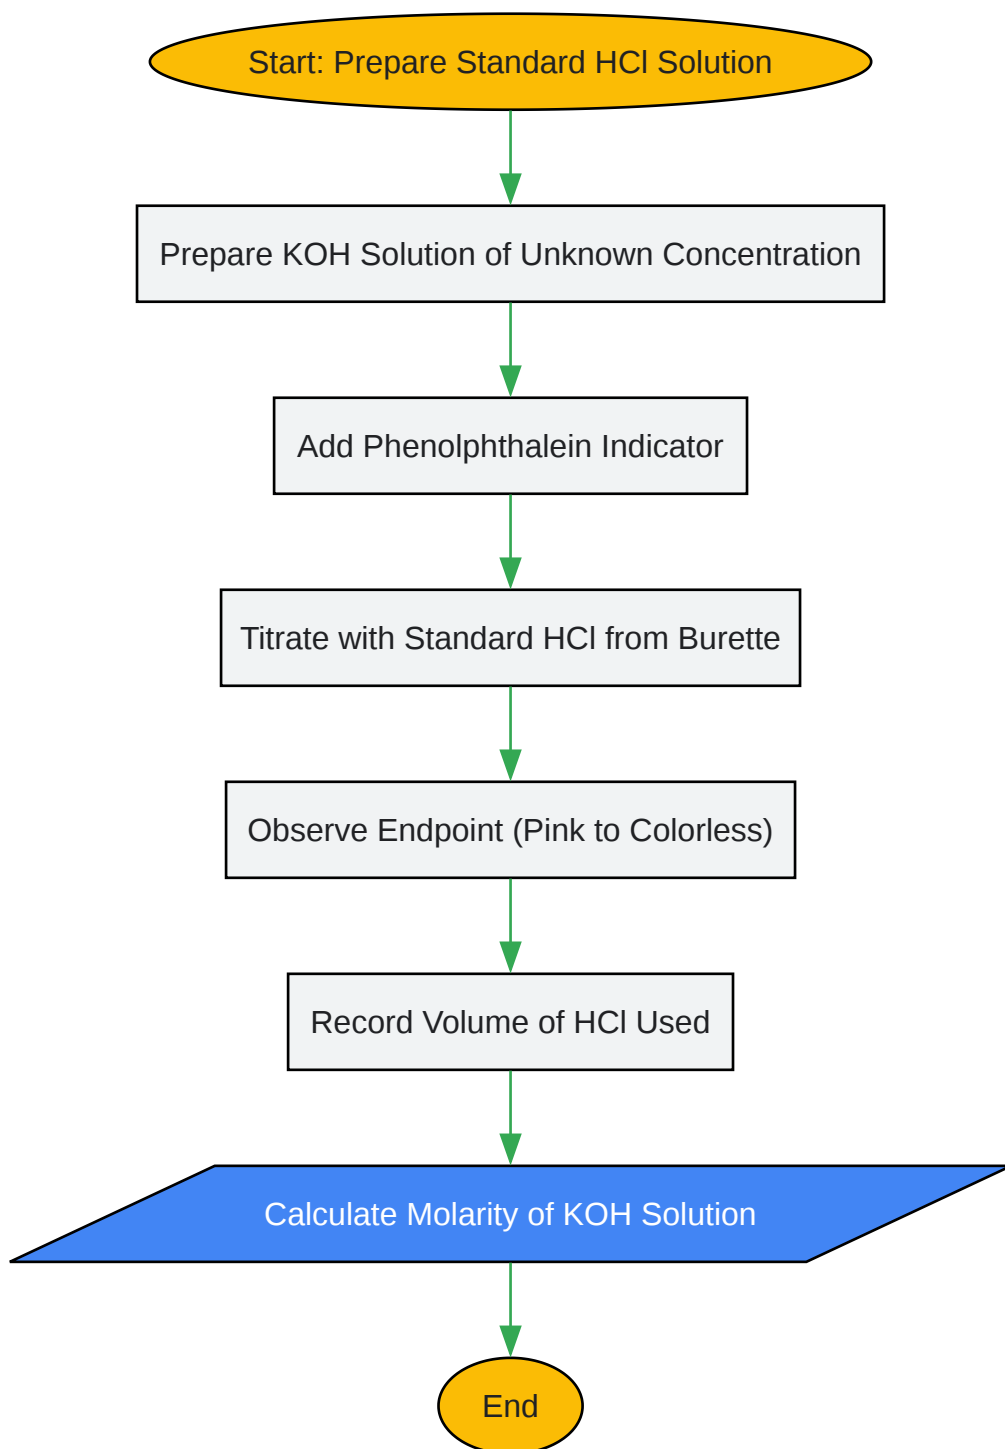 Start: Prepare Standard HCl Solution
Prepare KOH Solution of Unknown Concentration
Add Phenolphthalein Indicator
Titrate with Standard HCl from Burette
Observe Endpoint (Pink to Colorless)
Record Volume of HCl Used
Calculate Molarity of KOH Solution
End